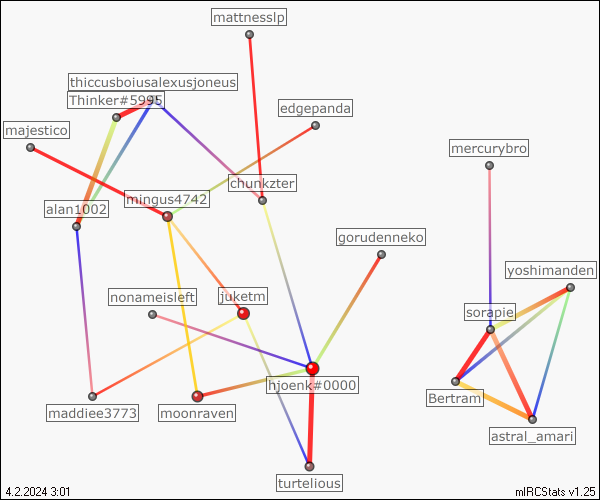 mattnesslp
thiccusboiusalexusjoneus
Thinker#5995
edgepanda
majestico
mercurybro
chunkzter
mingus4742
alan1002
gorudenneko
yoshimanden
nonameisleft
juketm
sorapie
hjoenk#0000
Bertram
maddiee3773
moonraven
astral_amari
turtelious
4.2.2024 3:01
mIRCStats v1.25